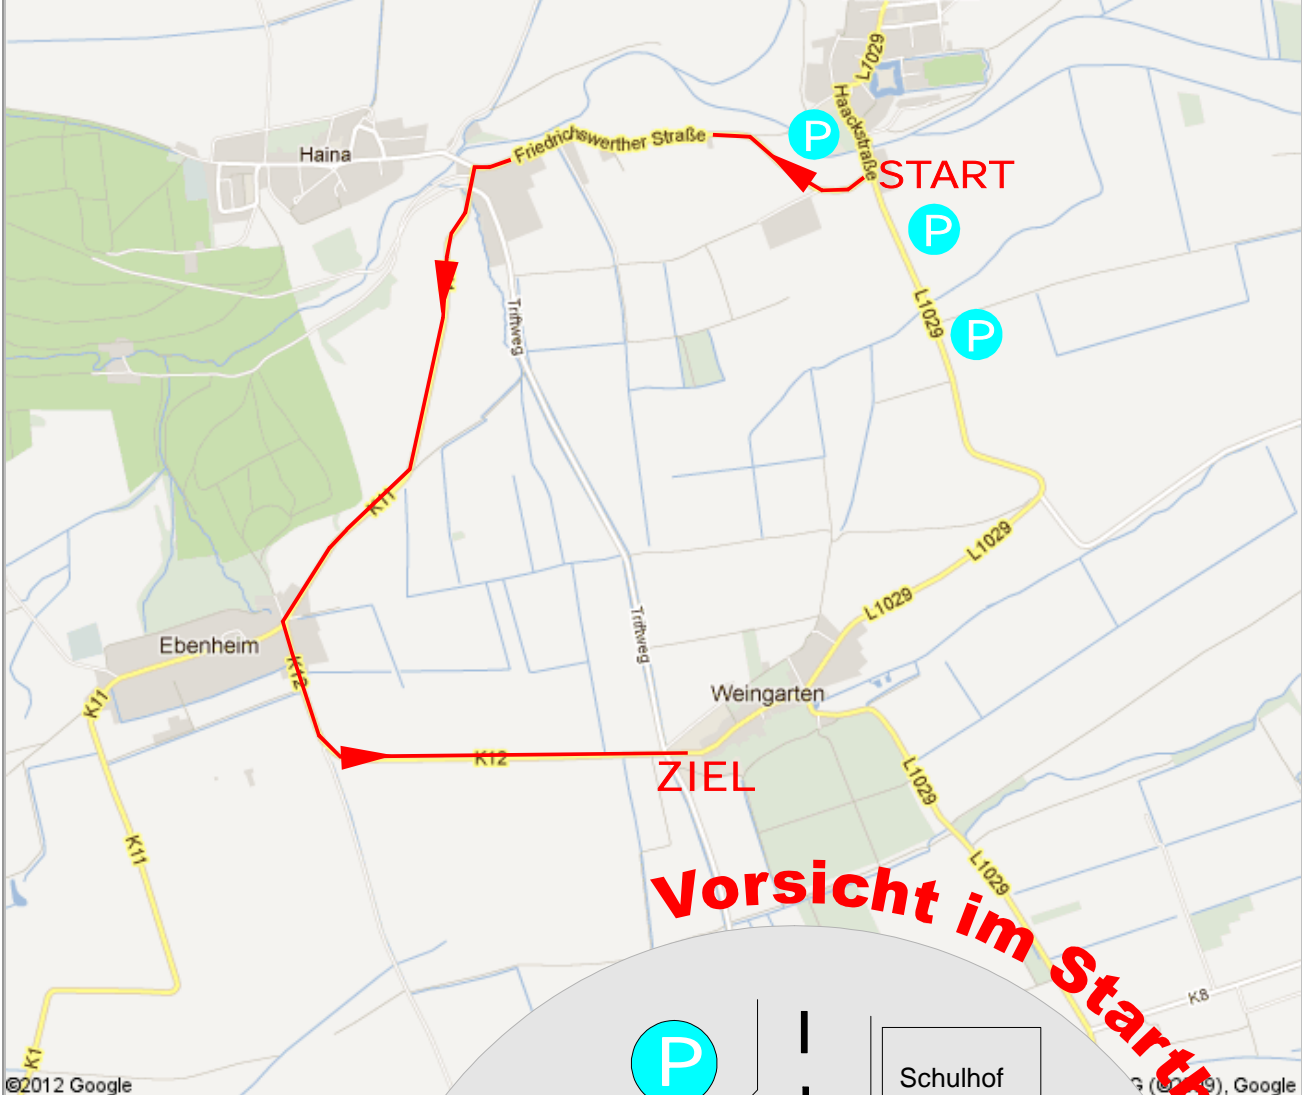 L1029
Haackstraße
P
START
P
Friedrichswerther Straße
Haina
L1029
P
Triftweg
K11
L1029
L1029
Triftweg
Ebenheim
K12
Weingarten
K11
K12
ZIEL
L1029
K11
L1029
Vorsicht im Starth
K8
P
Schulhof
K1
©2012 Google
), Google